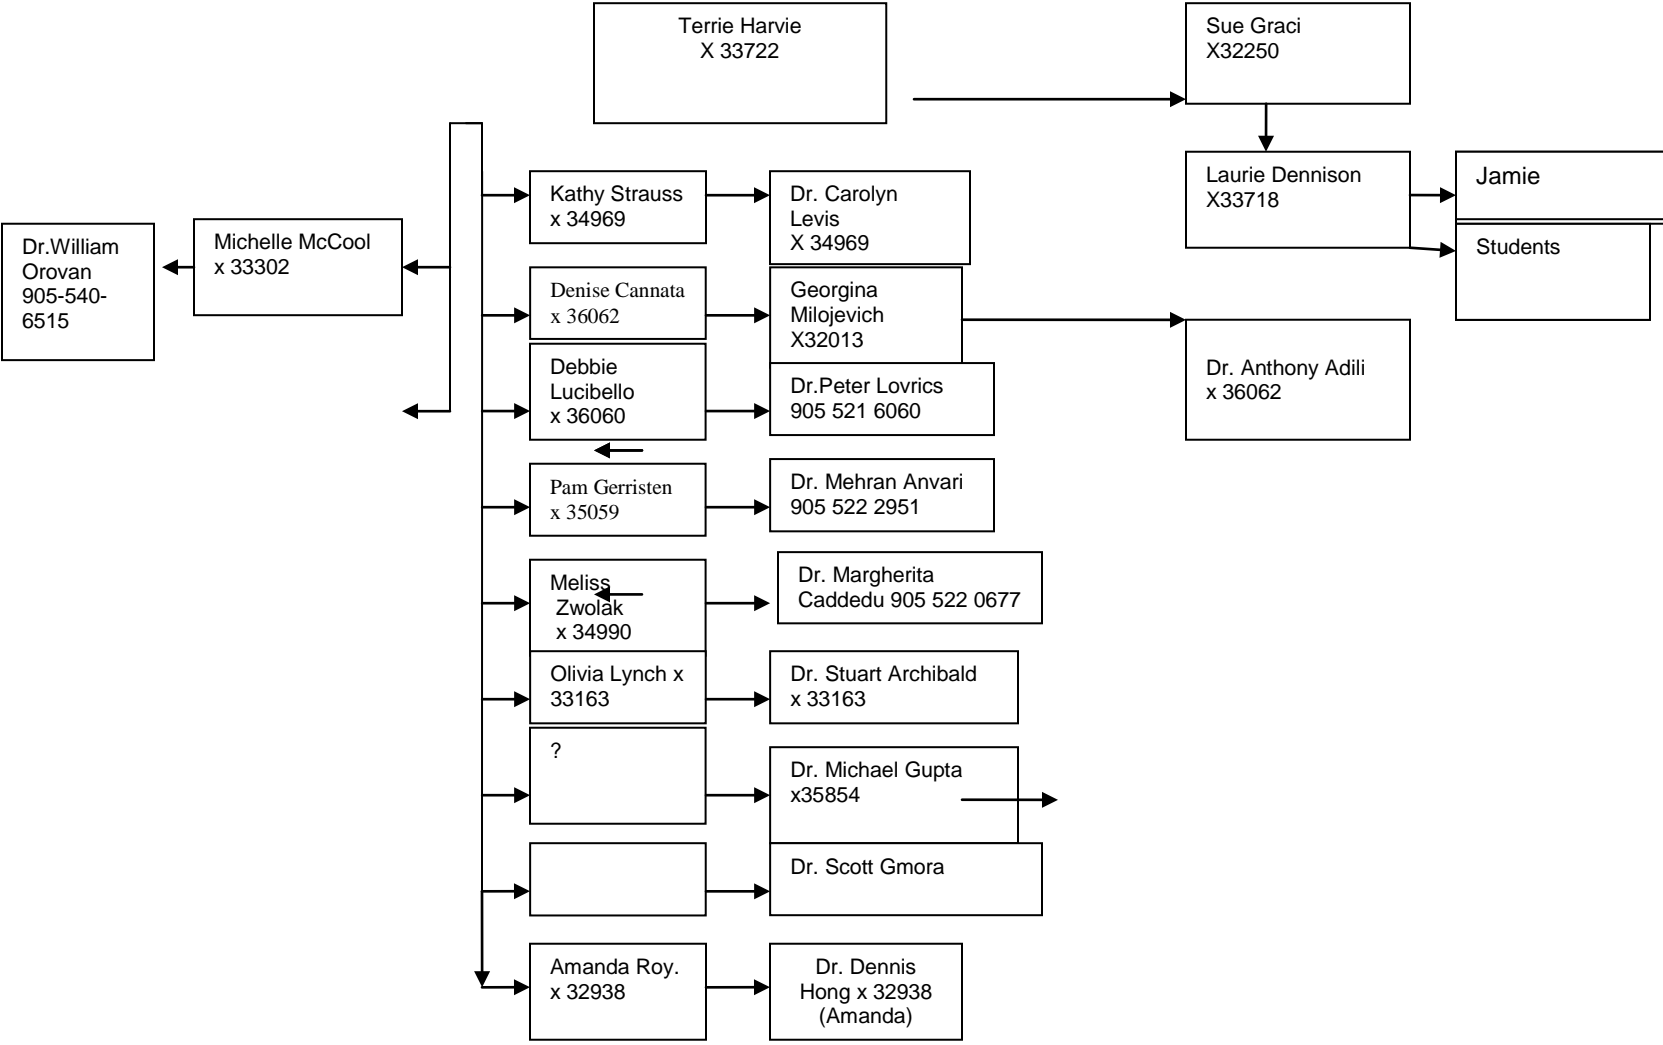 Terrie Harvie
X 33722
Sue Graci
X32250
Laurie Dennison
X33718
Jamie
Students
Dr.William
Orovan
905-540-
6515
Michelle McCool
x 33302
Kathy Strauss
x 34969
Dr. Carolyn
Levis
X 34969
Denise Cannata
x 36062
Georgina
Milojevich
X32013
Dr. Anthony Adili
x 36062
Debbie
Lucibello
x 36060
Dr.Peter Lovrics
905 521 6060
Pam Gerristen
x 35059
Dr. Mehran Anvari
905 522 2951
Meliss
Zwolak
x 34990
Dr. Margherita
Caddedu 905 522 0677
Olivia Lynch x
33163
Dr. Stuart Archibald
x 33163
?
Dr. Michael Gupta
x35854
Dr. Scott Gmora
Amanda Roy.
x 32938
Dr. Dennis
Hong x 32938
(Amanda)